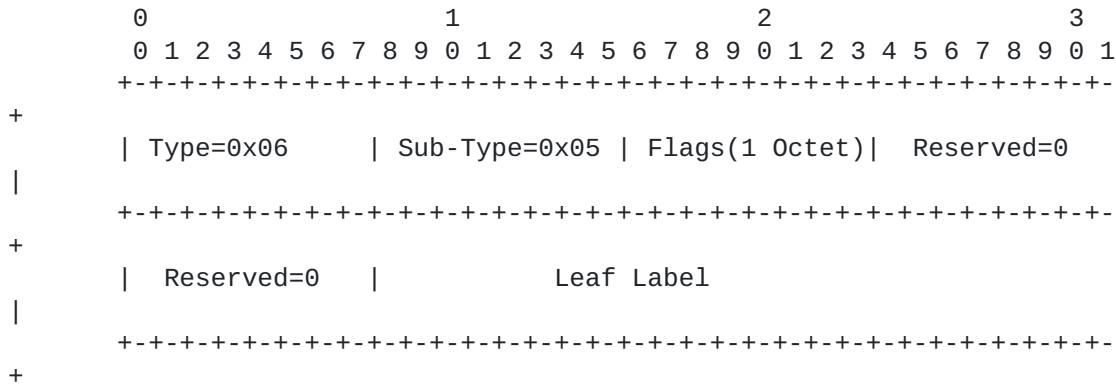 0                   1                   2                   3
0 1 2 3 4 5 6 7 8 9 0 1 2 3 4 5 6 7 8 9 0 1 2 3 4 5 6 7 8 9 0 1
+-+-+-+-+-+-+-+-+-+-+-+-+-+-+-+-+-+-+-+-+-+-+-+-+-+-+-+-+-+-+-+-
+
| Type=0x06     | Sub-Type=0x05 | Flags(1 Octet)|  Reserved=0
|
+-+-+-+-+-+-+-+-+-+-+-+-+-+-+-+-+-+-+-+-+-+-+-+-+-+-+-+-+-+-+-+-
+
|  Reserved=0   |           Leaf Label
|
+-+-+-+-+-+-+-+-+-+-+-+-+-+-+-+-+-+-+-+-+-+-+-+-+-+-+-+-+-+-+-+-
+